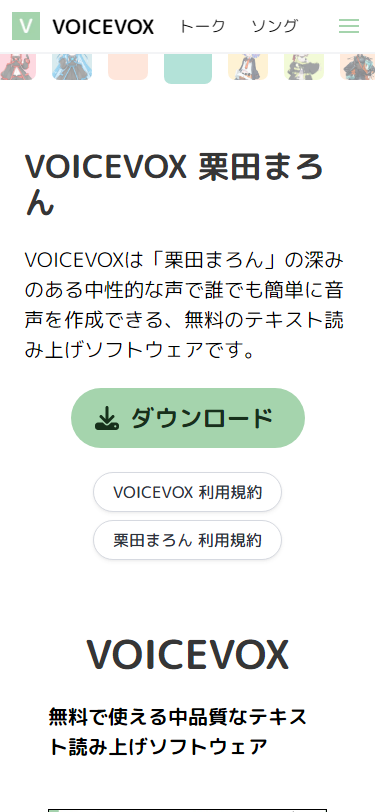 V VOICEVOX トーク ソング
VOICEVOX 栗田まろ
ん
VOICEVOXは「栗田まろん」の深み
のある中性的な声で誰でも簡単に音
声を作成できる、無料のテキスト読
み上げソフトウェアです。
ダウンロード
VOICEVOX 利用規約
栗田まろん 利用規約
VOICEVOX
無料で使える中品質なテキス
ト読み上げソフトウェア